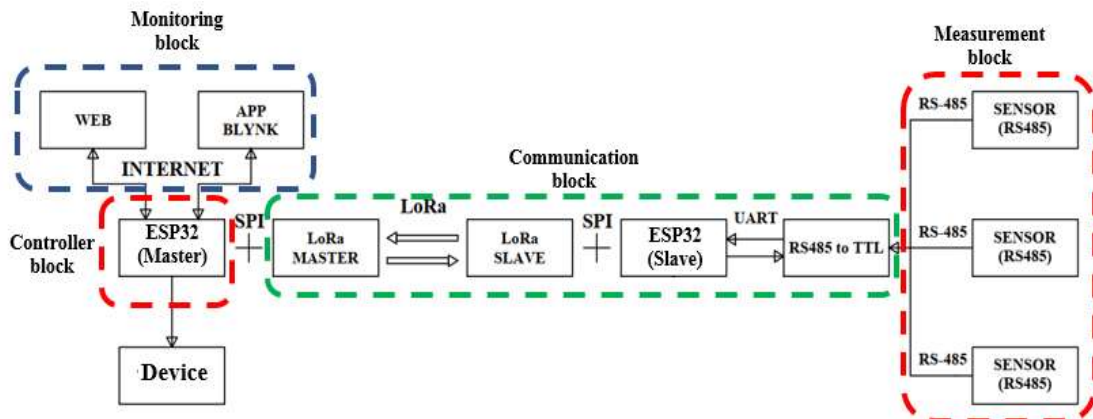 Monitoring
block
WEB
APP
BLYNK
INTERNET
Controller
block
ESP32
(Master)
Device
SPI
Communication
block
LoRa
LoRa
MASTER
LoRa
SLAVE
SPI
ESP32
(Slave)
UART
RS485 to TTL
Measurement
block
RS-485
SENSOR
(RS485)
RS-485
SENSOR
(RS485)
RS-485
SENSOR
(RS485)